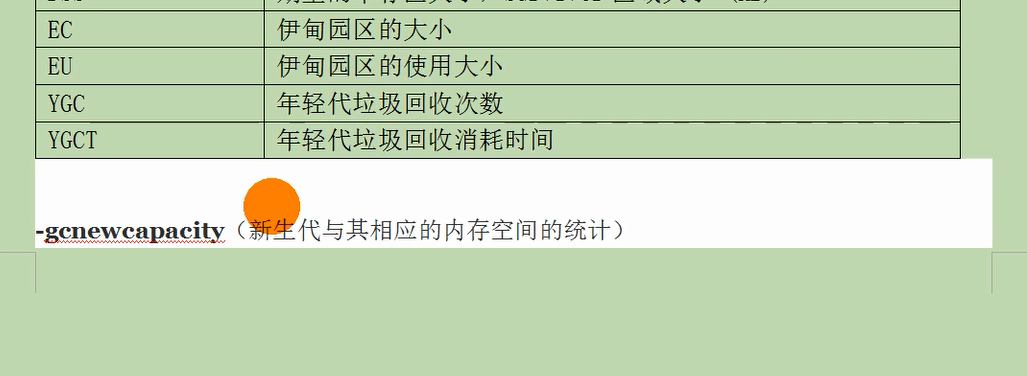 EC 伊甸园区的大小
EU 伊甸园区的使用大小
YGC 年轻代垃圾回收次数
YGCT 年轻代垃圾回收消耗时间
-gcnewcapacity（新生代与其相应的内存空间的统计）